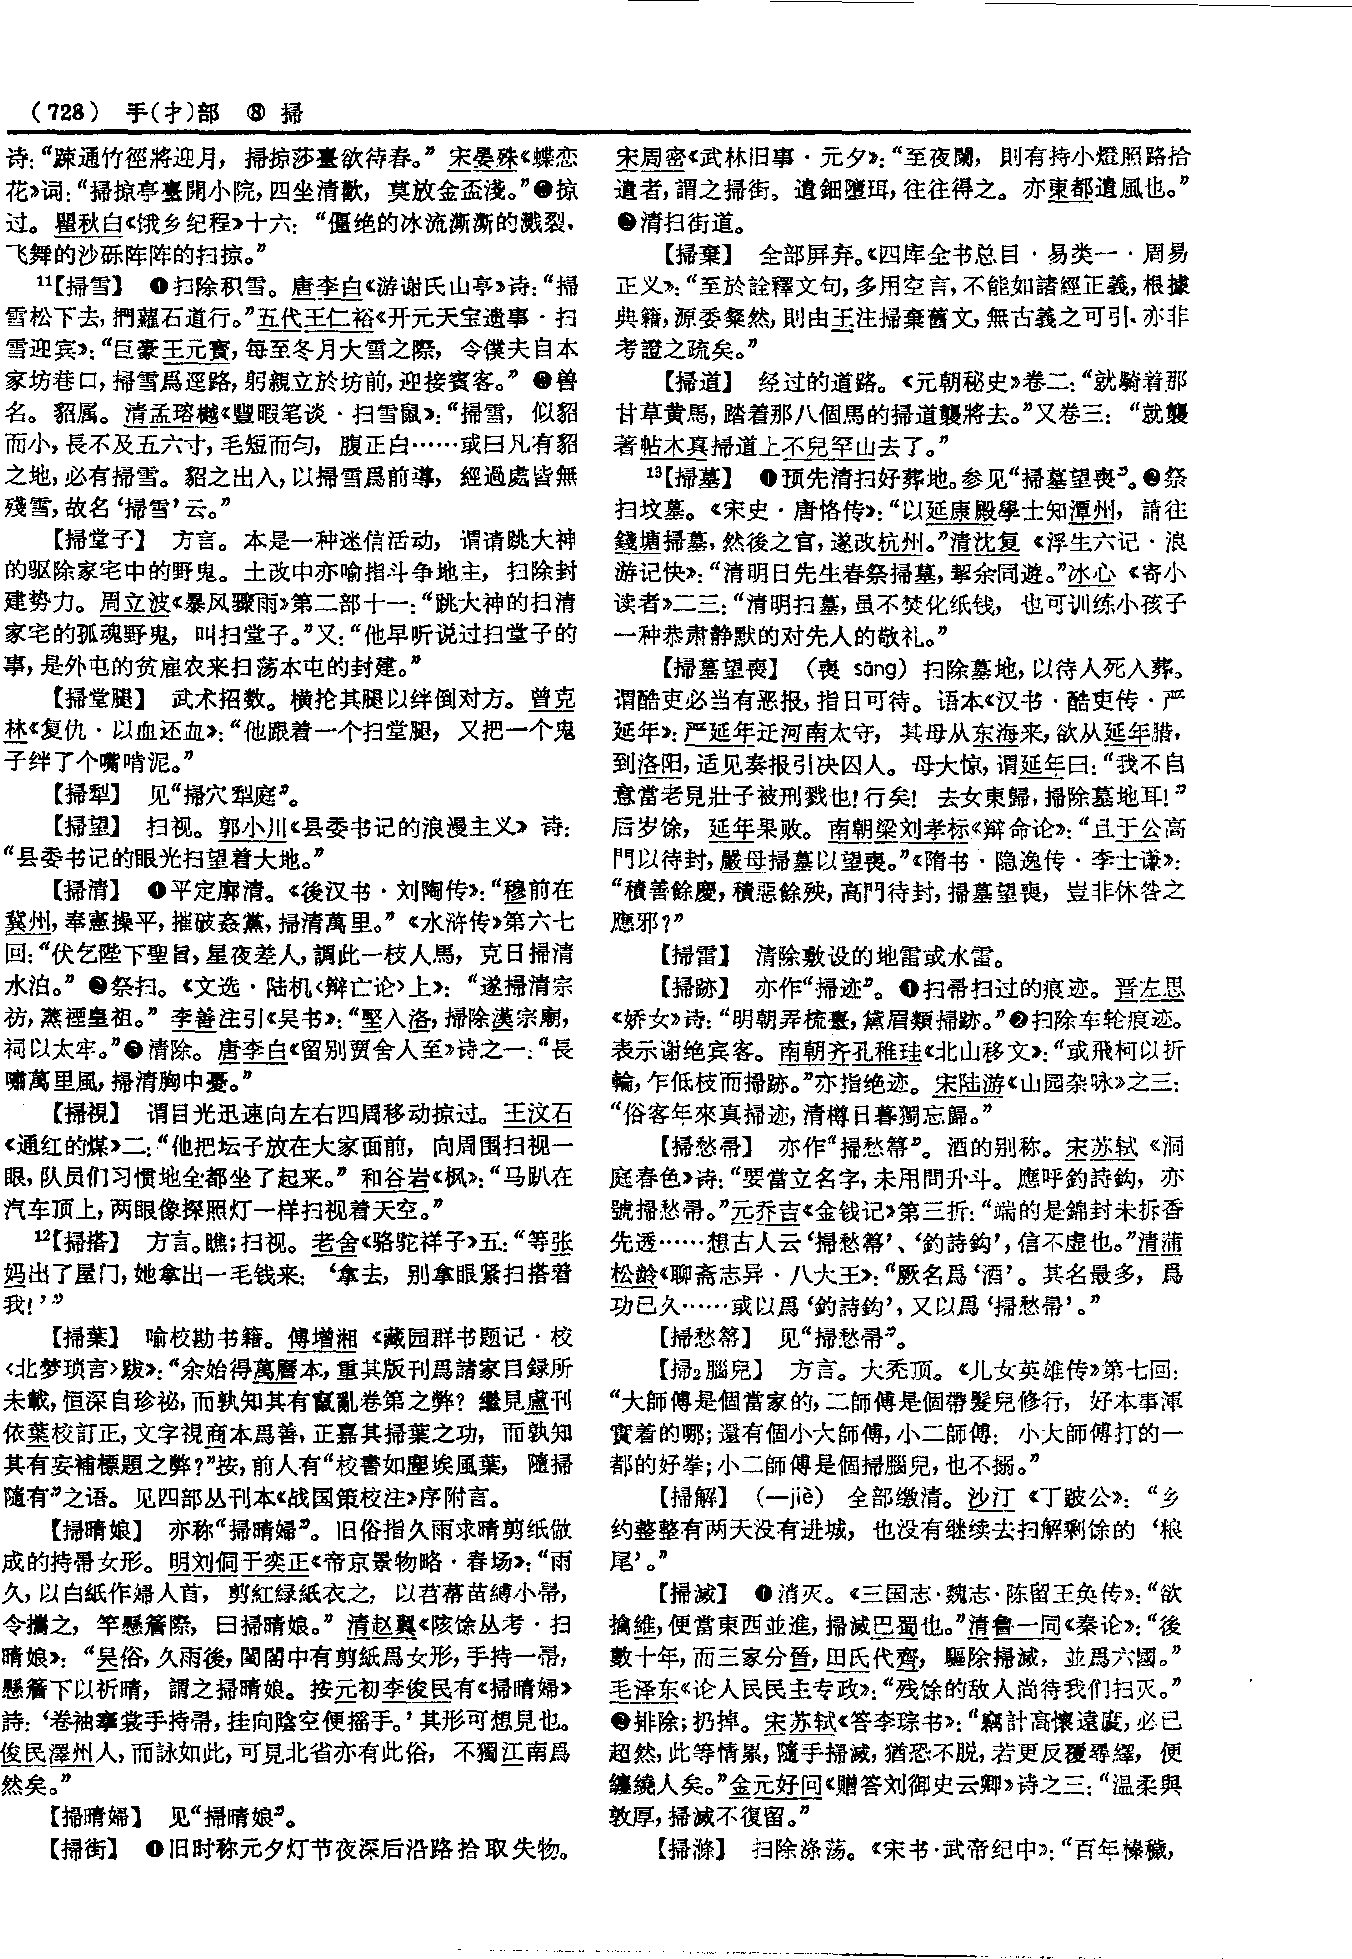 (728) 手(扌)部 ⑧ 掃
诗：“疎通竹徑將迎月，掃掠莎臺欲待春。”宋晏殊《蝶恋
花》词：“掃掠亭臺開小院，四坐清歡，莫放金盃淺。”❷掠
过。瞿秋白《饿乡纪程》十六：“僵绝的冰流澌澌的溅裂，
飞舞的沙砾阵阵的扫掠。”
11【掃雪】 ❶扫除积雪。唐李白《游谢氏山亭》诗：“掃
雪松下去，捫蘿石道行。”五代王仁裕《开元天宝遗事·扫
雪迎宾》：“巨豪王元寶，每至冬月大雪之際，令僕夫自本
家坊巷口，掃雪爲逕路，躬親立於坊前，迎接賓客。”❷兽
名。貂属。清孟瑢樾《豐暇笔谈·扫雪鼠》：“掃雪，似貂
而小，長不及五六寸，毛短而勻，腹正白……或曰凡有貂
之地，必有掃雪。貂之出入，以掃雪爲前導，經過處皆無
殘雪，故名‘掃雪’云。”
【掃堂子】 方言。本是一种迷信活动，谓请跳大神
的驱除家宅中的野鬼。土改中亦喻指斗争地主，扫除封
建势力。周立波《暴风骤雨》第二部十一：“跳大神的扫清
家宅的孤魂野鬼，叫扫堂子。”又：“他早听说过扫堂子的
事，是外屯的贫雇农来扫荡本屯的封建。”
【掃堂腿】 武术招数。横抡其腿以绊倒对方。曾克
林《复仇·以血还血》：“他跟着一个扫堂腿，又把一个鬼
子绊了个嘴啃泥。”
【掃犁】 见“掃穴犁庭”。
【掃望】 扫视。郭小川《县委书记的浪漫主义》诗：
“县委书记的眼光扫望着大地。”
【掃清】 ❶平定廓清。《後汉书·刘陶传》：“穆前在
冀州，奉憲操平，摧破姦黨，掃清萬里。”《水浒传》第六七
回：“伏乞陛下聖旨，星夜差人，調此一枝人馬，克日掃清
水泊。”❷祭扫。《文选·陆机〈辩亡论〉上》：“遂掃清宗
祊，蒸禋皇祖。”李善注引《吴书》：“堅入洛，掃除漢宗廟，
祠以太牢。”❸清除。唐李白《留别贾舍人至》诗之一：“長
嘯萬里風，掃清胸中憂。”
【掃視】 谓目光迅速向左右四周移动掠过。王汶石
《通红的煤》二：“他把坛子放在大家面前，向周围扫视一
眼，队员们习惯地全都坐了起来。”和谷岩《枫》：“马趴在
汽车顶上，两眼像探照灯一样扫视着天空。”
12【掃搭】 方言。瞧；扫视。老舍《骆驼祥子》五：“等张
妈出了屋门，她拿出一毛钱来：‘拿去，别拿眼紧扫搭着
我！’”
【掃葉】 喻校勘书籍。傅增湘《藏园群书题记·校
〈北梦琐言〉跋》：“余始得萬曆本，重其版刊爲諸家目録所
未載，恒深自珍祕，而孰知其有竄亂卷第之弊？繼見盧刊
依葉校訂正，文字視商本爲善，正嘉其掃葉之功，而孰知
其有妄補標題之弊？”按，前人有“校書如塵埃風葉，隨掃
隨有”之语。见四部丛刊本《战国策校注》序附言。
【掃晴娘】 亦称“掃晴婦”。旧俗指久雨求晴剪纸做
成的持帚女形。明刘侗于奕正《帝京景物略·春场》：“雨
久，以白紙作婦人首，剪紅緑紙衣之，以苕帚苗縛小帚，
令攜之，竿懸簷際，曰掃晴娘。”清赵翼《陔馀丛考·扫
晴娘》：“吴俗，久雨後，閨閣中有剪紙爲女形，手持一帚，
懸簷下以祈晴，謂之掃晴娘。按元初李俊民有《掃晴婦》
詩：‘卷袖搴裳手持帚，挂向陰空便摇手。’其形可想見也。
俊民澤州人，而詠如此，可見北省亦有此俗，不獨江南爲
然矣。”
【掃晴婦】 见“掃晴娘”。
【掃街】 ❶旧时称元夕灯节夜深后沿路拾取失物。
宋周密《武林旧事·元夕》：“至夜闌，則有持小燈照路拾
遺者，謂之掃街。遺鈿墮珥，往往得之。亦東都遺風也。”
❷清扫街道。
【掃棄】 全部屏弃。《四库全书总目·易类一·周易
正义》：“至於詮釋文句，多用空言，不能如諸經正義，根據
典籍，源委粲然，則由王注掃棄舊文，無古義之可引，亦非
考證之疏矣。”
【掃道】 经过的道路。《元朝秘史》卷二：“就騎着那
甘草黄馬，踏着那八個馬的掃道襲將去。”又卷三：“就襲
著帖木真掃道上不兒罕山去了。”
13【掃墓】 ❶预先清扫好葬地。参见“掃墓望喪”。❷祭
扫坟墓。《宋史·唐恪传》：“以延康殿學士知潭州，請往
錢塘掃墓，然後之官，遂改杭州。”清沈复《浮生六记·浪
游记快》：“清明日先生春祭掃墓，挈余同遊。”冰心《寄小
读者》二三：“清明扫墓，虽不焚化纸钱，也可训练小孩子
一种恭肃静默的对先人的敬礼。”
【掃墓望喪】 （喪 sāng）扫除墓地，以待人死入葬。
谓酷吏必当有恶报，指日可待。语本《汉书·酷吏传·严
延年》：严延年迁河南太守，其母从东海来，欲从延年腊，
到洛阳，适见奏报引决囚人。母大惊，谓延年曰：“我不自
意當老見壯子被刑戮也！行矣！去女東歸，掃除墓地耳！”
后岁馀，延年果败。南朝梁刘孝标《辩命论》：“且于公高
門以待封，嚴母掃墓以望喪。”《隋书·隐逸传·李士谦》：
“積善餘慶，積惡餘殃，高門待封，掃墓望喪，豈非休咎之
應邪？”
【掃雷】 清除敷设的地雷或水雷。
【掃跡】 亦作“掃迹”。❶扫帚扫过的痕迹。晋左思
《娇女》诗：“明朝弄梳臺，黛眉類掃跡。”❷扫除车轮痕迹。
表示谢绝宾客。南朝齐孔稚珪《北山移文》：“或飛柯以折
輪，乍低枝而掃跡。”亦指绝迹。宋陆游《山园杂咏》之三：
“俗客年來真掃迹，清樽日暮獨忘歸。”
【掃愁帚】 亦作“掃愁箒”。酒的别称。宋苏轼《洞
庭春色》诗：“要當立名字，未用問升斗。應呼釣詩鈎，亦
號掃愁帚。”元乔吉《金钱记》第三折：“端的是錦封未拆香
先透……想古人云‘掃愁箒’、‘釣詩鈎’，信不虚也。”清蒲
松龄《聊斋志异·八大王》：“厥名爲‘酒’。其名最多，爲
功已久……或以爲‘釣詩鈎’，又以爲‘掃愁帚’。”
【掃愁箒】 见“掃愁帚”。
【掃2腦兒】 方言。大秃顶。《儿女英雄传》第七回：
“大師傅是個當家的，二師傅是個帶髮兒修行，好本事渾
實着的哪；還有個小大師傅，小二師傅：小大師傅打的一
都的好拳；小二師傅是個掃腦兒，也不搦。”
【掃解】（—jiè） 全部缴清。沙汀《丁跛公》：“乡
约整整有两天没有进城，也没有继续去扫解剩馀的‘粮
尾’。”
【掃滅】 ❶消灭。《三国志·魏志·陈留王奂传》：“欲
擒維，便當東西並進，掃滅巴蜀也。”清鲁一同《秦论》：“後
數十年，而三家分晉，田氏代齊，驅除掃滅，並爲六國。”
毛泽东《论人民民主专政》：“残馀的敌人尚待我们扫灭。”
❷排除；扔掉。宋苏轼《答李琮书》：“竊計高懷遠度，必已
超然，此等情累，隨手掃滅，猶恐不脱，若更反覆尋繹，便
纏繞人矣。”金元好问《赠答刘御史云卿》诗之三：“温柔與
敦厚，掃滅不復留。”
【掃滌】 扫除涤荡。《宋书·武帝纪中》：“百年榛穢，